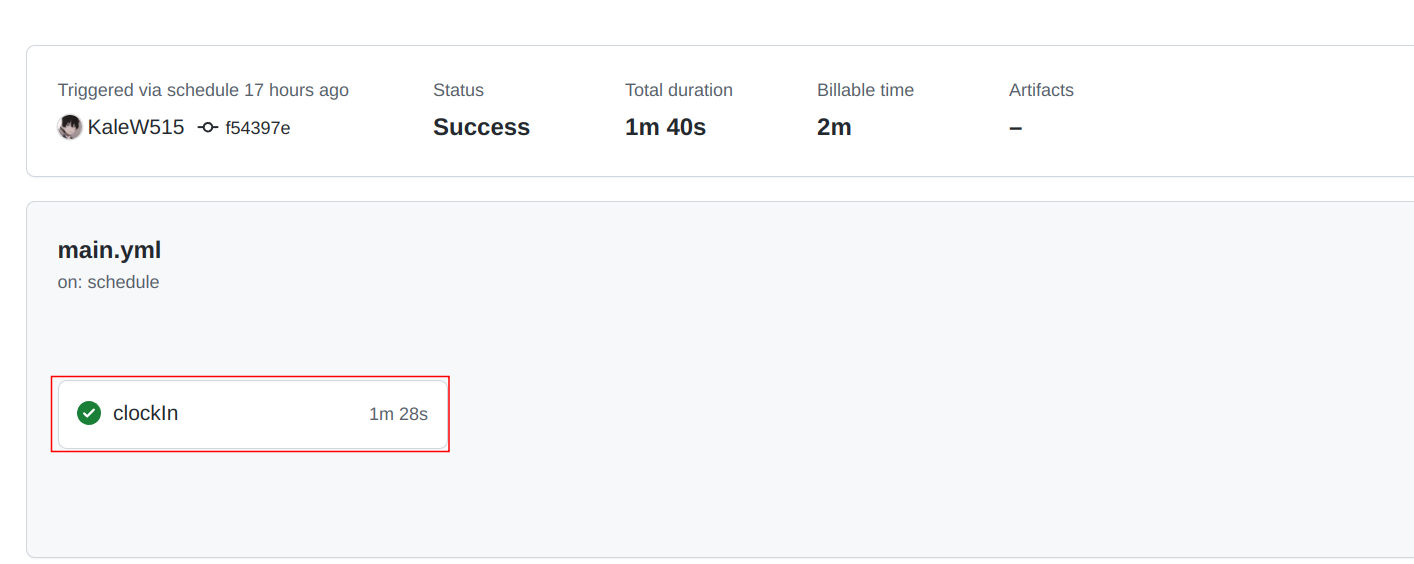 Triggered via schedule 17 hours ago
KaleW515 f54397e
Status
Success
Total duration
1m 40s
Billable time
2m
Artifacts
–
main.yml
on: schedule
clockIn 1m 28s